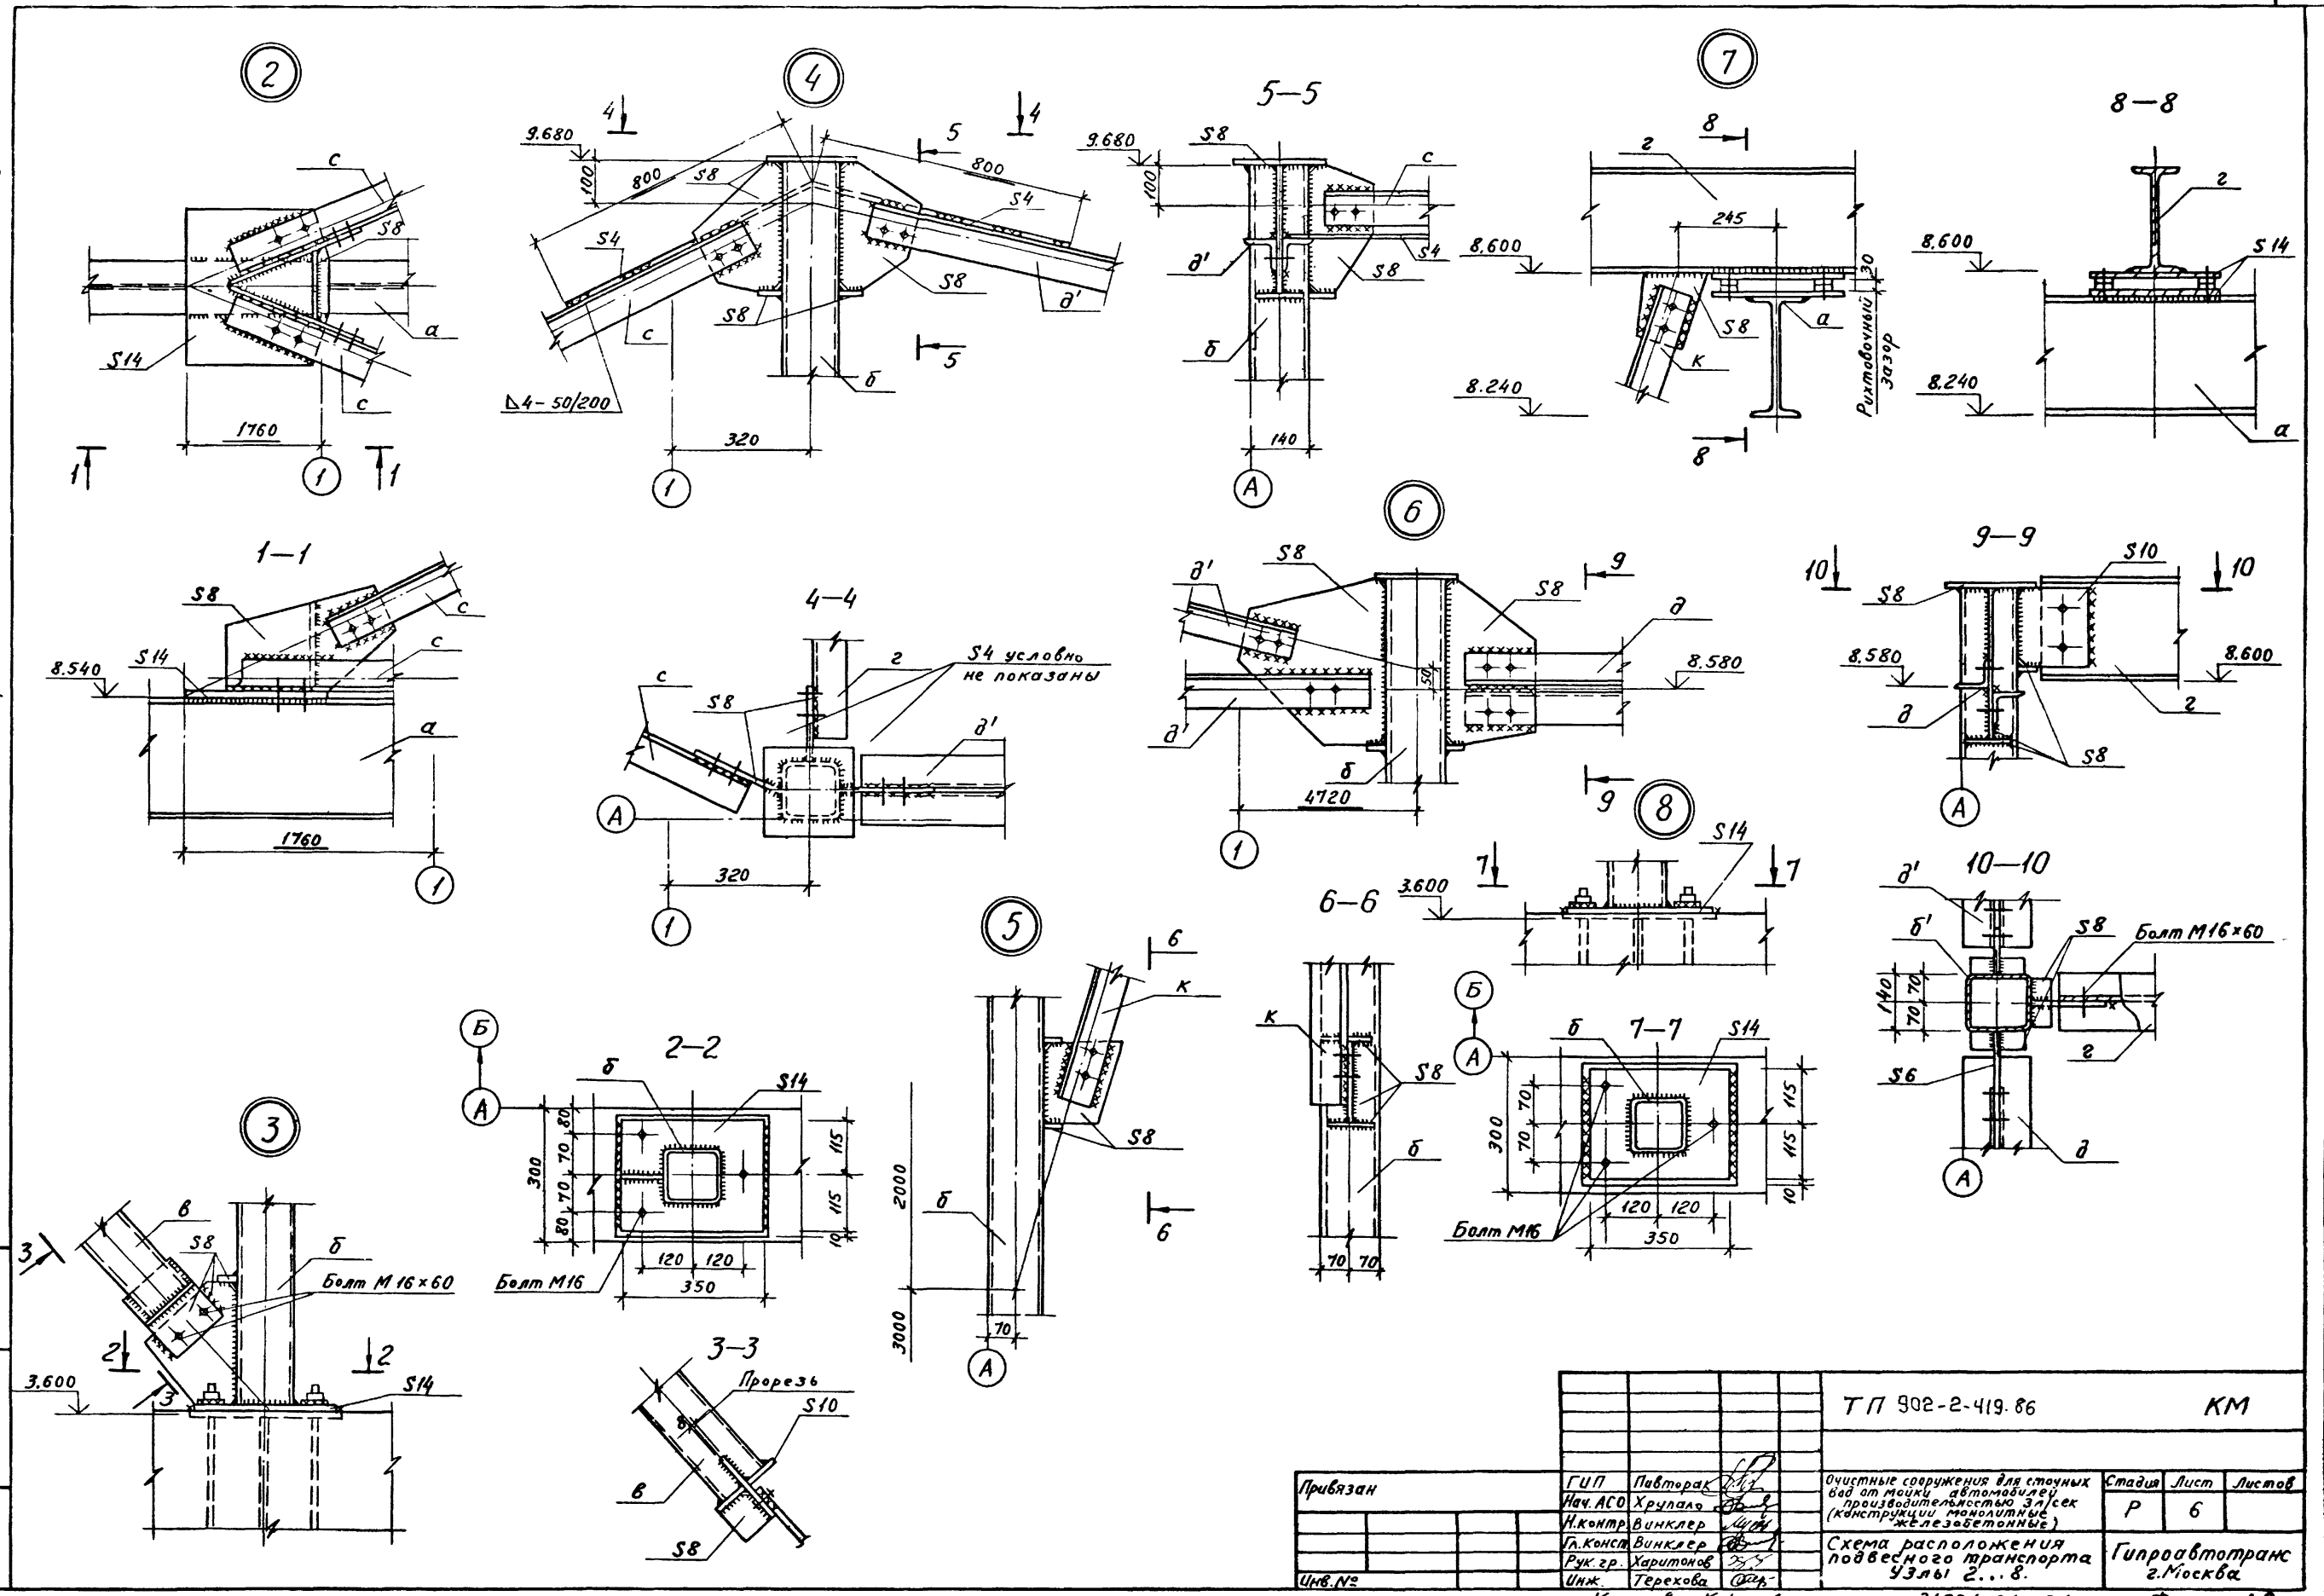 2
с
S8
а
S14
с
1760
1
1
1
4
4
4
9.680
100
800
S8
5
800
S4
S4
S8
д'
S8
с
б
5
Δ4-50/200
320
1
5-5
9.680
S8
100
с
д'
S4
S8
б
140
А
7
8
г
245
8.600
30
S8
а
к
Рихтовочный
зазор
8.240
8
8-8
г
8.600
S14
8.240
а
1-1
S8
с
с
8.540
S14
а
1760
1
4-4
S4 условно
не показаны
г
с
S8
д'
А
320
1
6
S8
9
д'
S8
д
8.580
50
д'
б
9
4720
1
9-9
10
S10
10
S8
8.580
8.600
д
г
S8
А
8
S14
7
7
3.600
5
6
к
2000
S8
б
6
3000
70
А
6-6
к
S8
б
70
70
Б
А
7-7
б
S14
300
70
70
115
115
10
120
120
Болт М16
350
10-10
д'
б'
S8
Болт М16×60
140
70
70
г
S6
д
А
Б
А
2-2
б
S14
300
80
70
70
80
115
115
10
120
120
Болт М16
350
3
3
в
S8
б
Болт М16×60
2
2
3
3.600
S14
3-3
Прорезь
S10
8
в
S8
ТП 902-2-419.86 КМ
Привязан
Инв.№
ГИП Павторак
Нач. АСО Хрупало
Н.контр. Винклер
Гл.конст. Винклер
Рук.гр. Харитонов
Инж. Терехова
Очистные сооружения для сточных
вод от мойки автомобилей
производительностью 3л/сек
(конструкции монолитные
железобетонные)
Стадия Лист Листов
Р 6
Схема расположения
подвесного транспорта
Узлы 2...8.
Гипроавтотранс
г.Москва